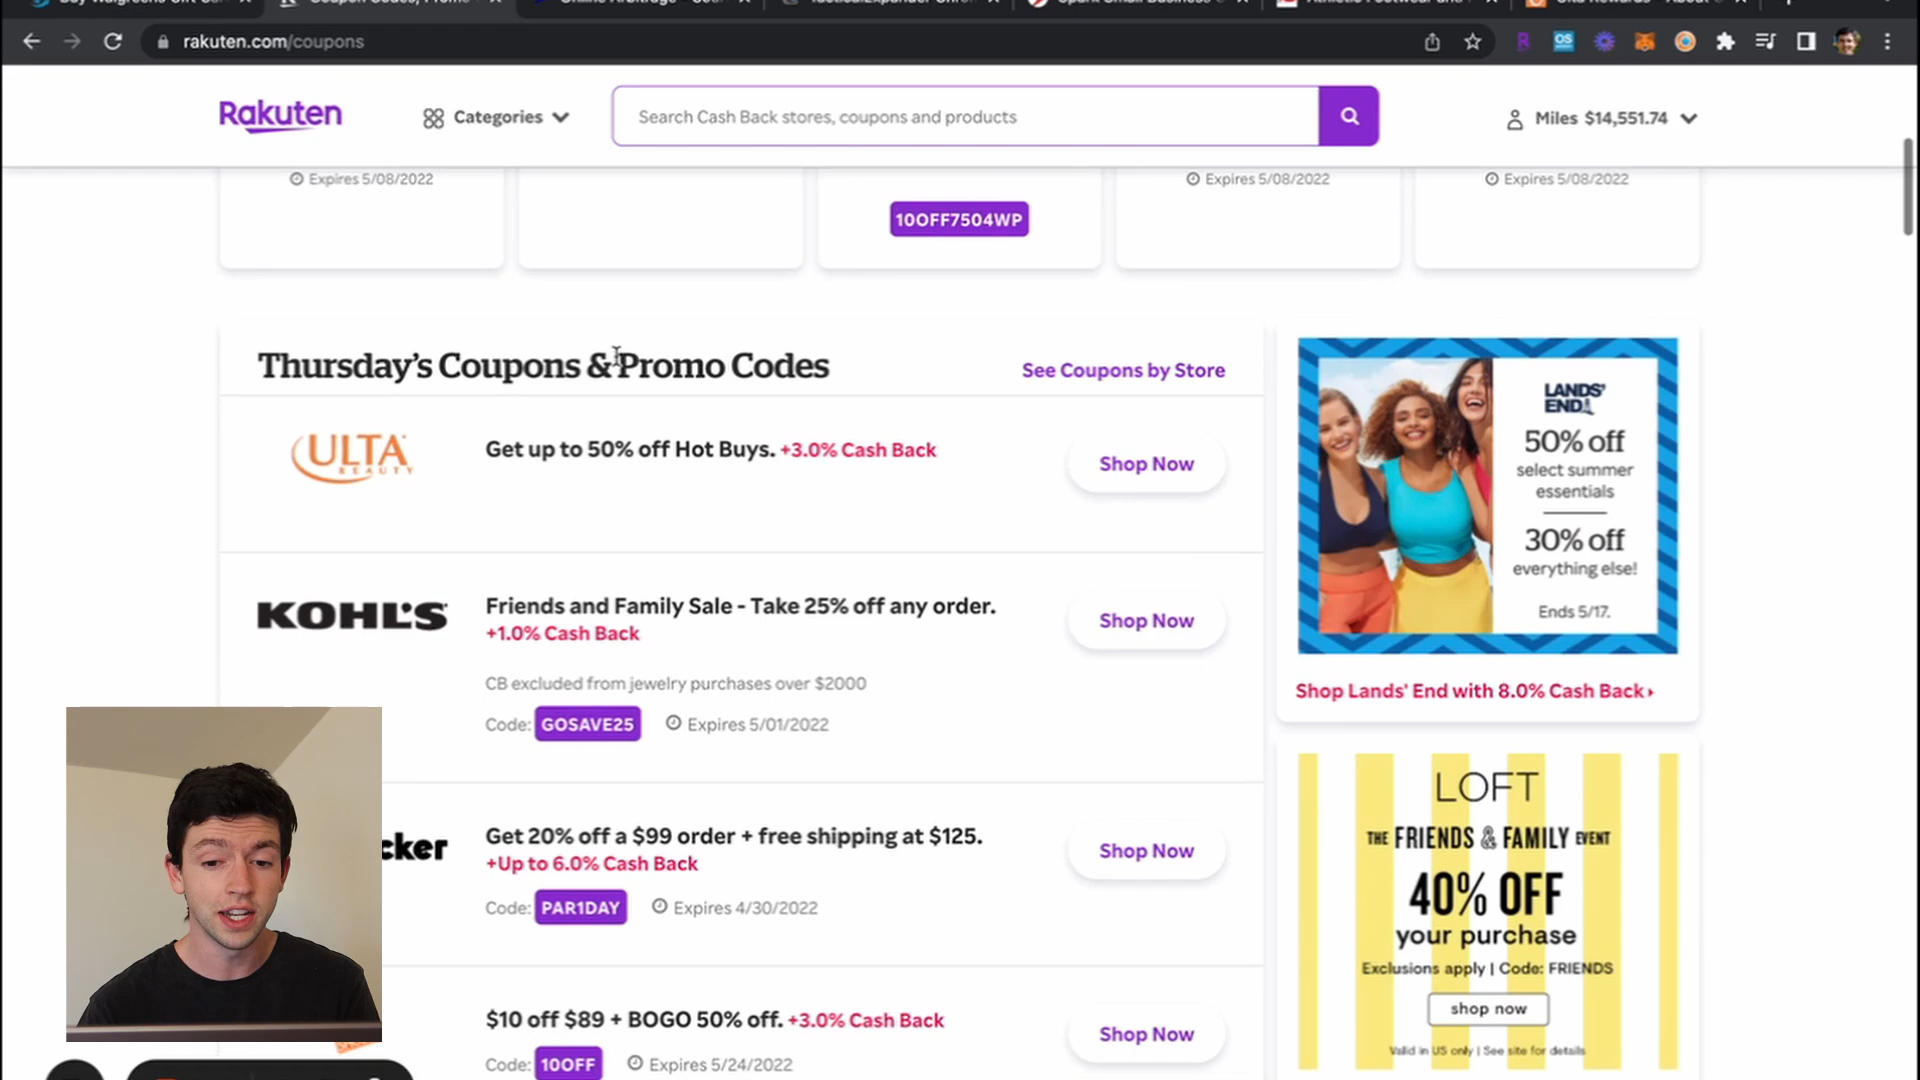 rakuten.com/coupons
Rakuten
Categories
Search Cash Back stores, coupons and products
Miles $14,551.74
Expires 5/08/2022
Expires 5/08/2022
Expires 5/08/2022
10OFF7504WP
Thursday's Coupons & Promo Codes
See Coupons by Store
ULTA
BEAUTY
Get up to 50% off Hot Buys. +3.0% Cash Back
Shop Now
KOHL'S
Friends and Family Sale - Take 25% off any order.
+1.0% Cash Back
Shop Now
CB excluded from jewelry purchases over $2000
Code: GOSAVE25 Expires 5/01/2022
cker
Get 20% off a $99 order + free shipping at $125.
+Up to 6.0% Cash Back
Shop Now
Code: PAR1DAY Expires 4/30/2022
$10 off $89 + BOGO 50% off. +3.0% Cash Back
Shop Now
Code: 10OFF Expires 5/24/2022
LANDS'
END
50% off
select summer
essentials
30% off
everything else!
Ends 5/17.
Shop Lands' End with 8.0% Cash Back
LOFT
THE FRIENDS & FAMILY EVENT
40% OFF
your purchase
Exclusions apply | Code: FRIENDS
shop now
Valid in US only | See site for details